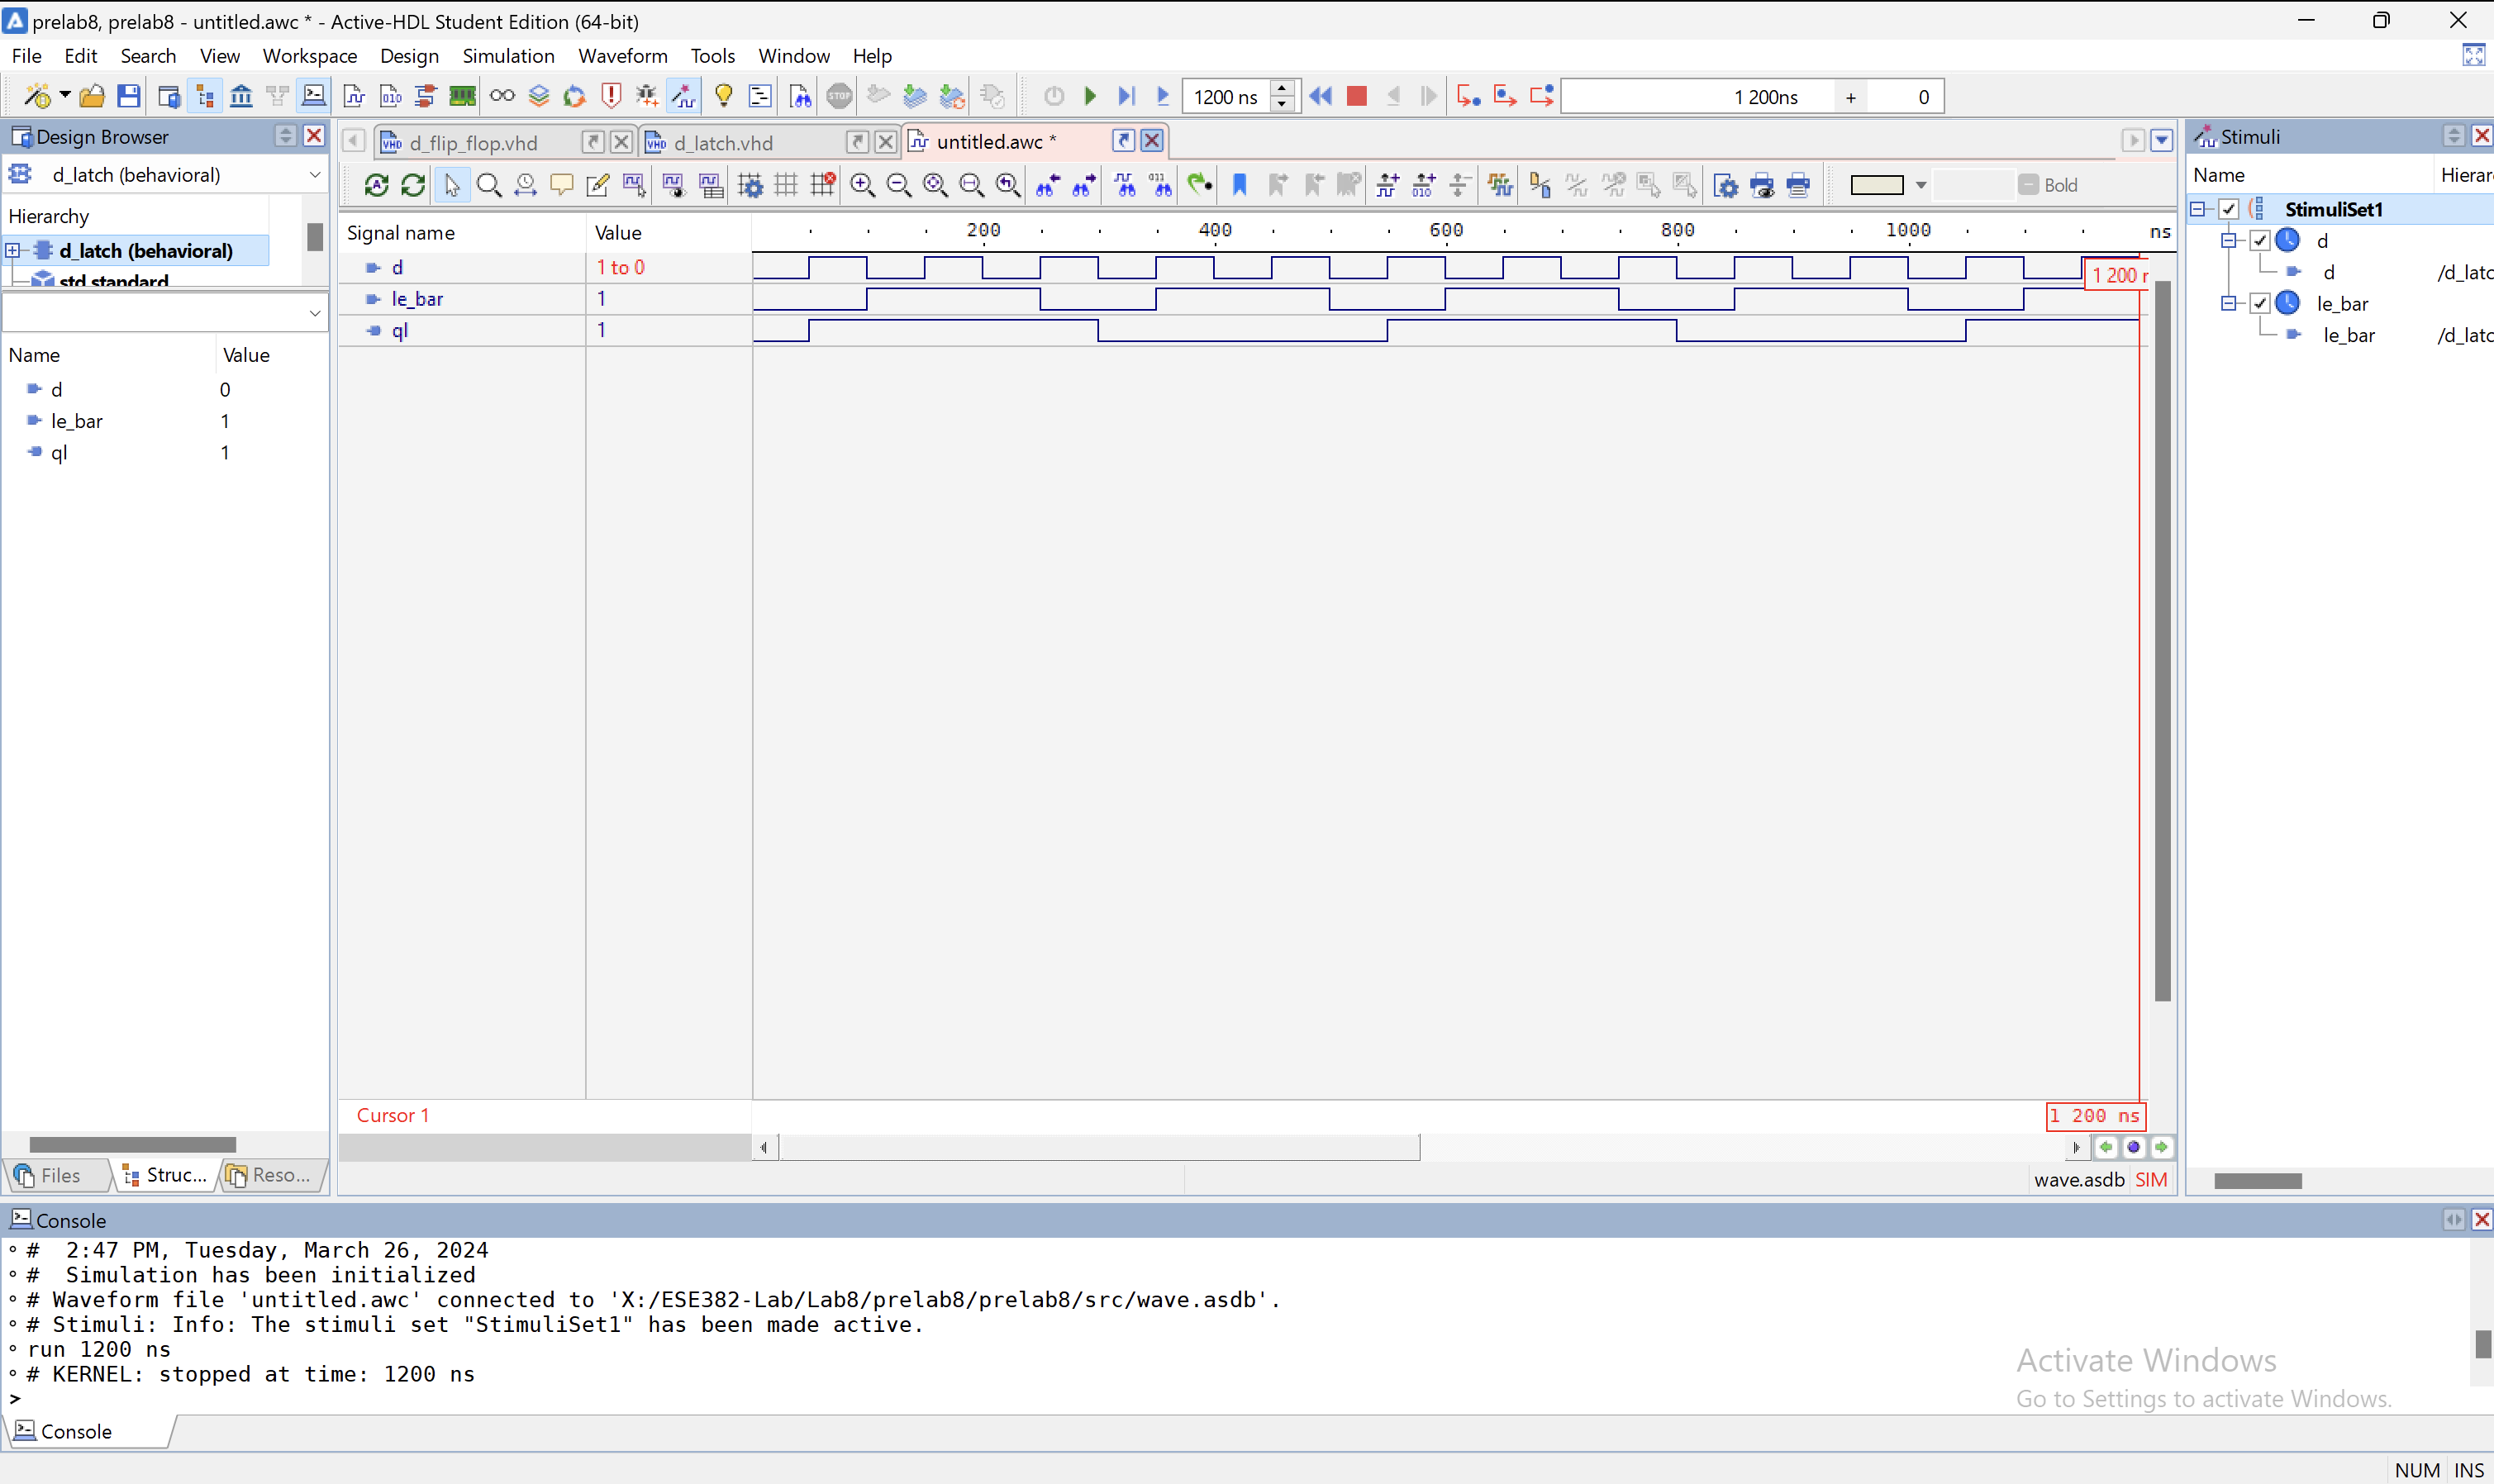 prelab8, prelab8 - untitled.awc * - Active-HDL Student Edition (64-bit)
File Edit Search View Workspace Design Simulation Waveform Tools Window Help
1200 ns 1 200ns + 0
Design Browser
d_latch (behavioral)
Hierarchy
d_latch (behavioral)
std.standard
Name Value
d 0
le_bar 1
ql 1
Files Struc... Reso...
d_flip_flop.vhd d_latch.vhd untitled.awc *
Bold
Signal name Value 200 400 600 800 1000 ns
d 1 to 0
1 200 n
le_bar 1
ql 1
Cursor 1 1 200 ns
wave.asdb SIM
Stimuli
Name Hierar
StimuliSet1
d
d /d_latc
le_bar
le_bar /d_latc
Console
# 2:47 PM, Tuesday, March 26, 2024
# Simulation has been initialized
# Waveform file 'untitled.awc' connected to 'X:/ESE382-Lab/Lab8/prelab8/prelab8/src/wave.asdb'.
# Stimuli: Info: The stimuli set "StimuliSet1" has been made active.
run 1200 ns
# KERNEL: stopped at time: 1200 ns
>
Activate Windows
Go to Settings to activate Windows.
Console
NUM INS